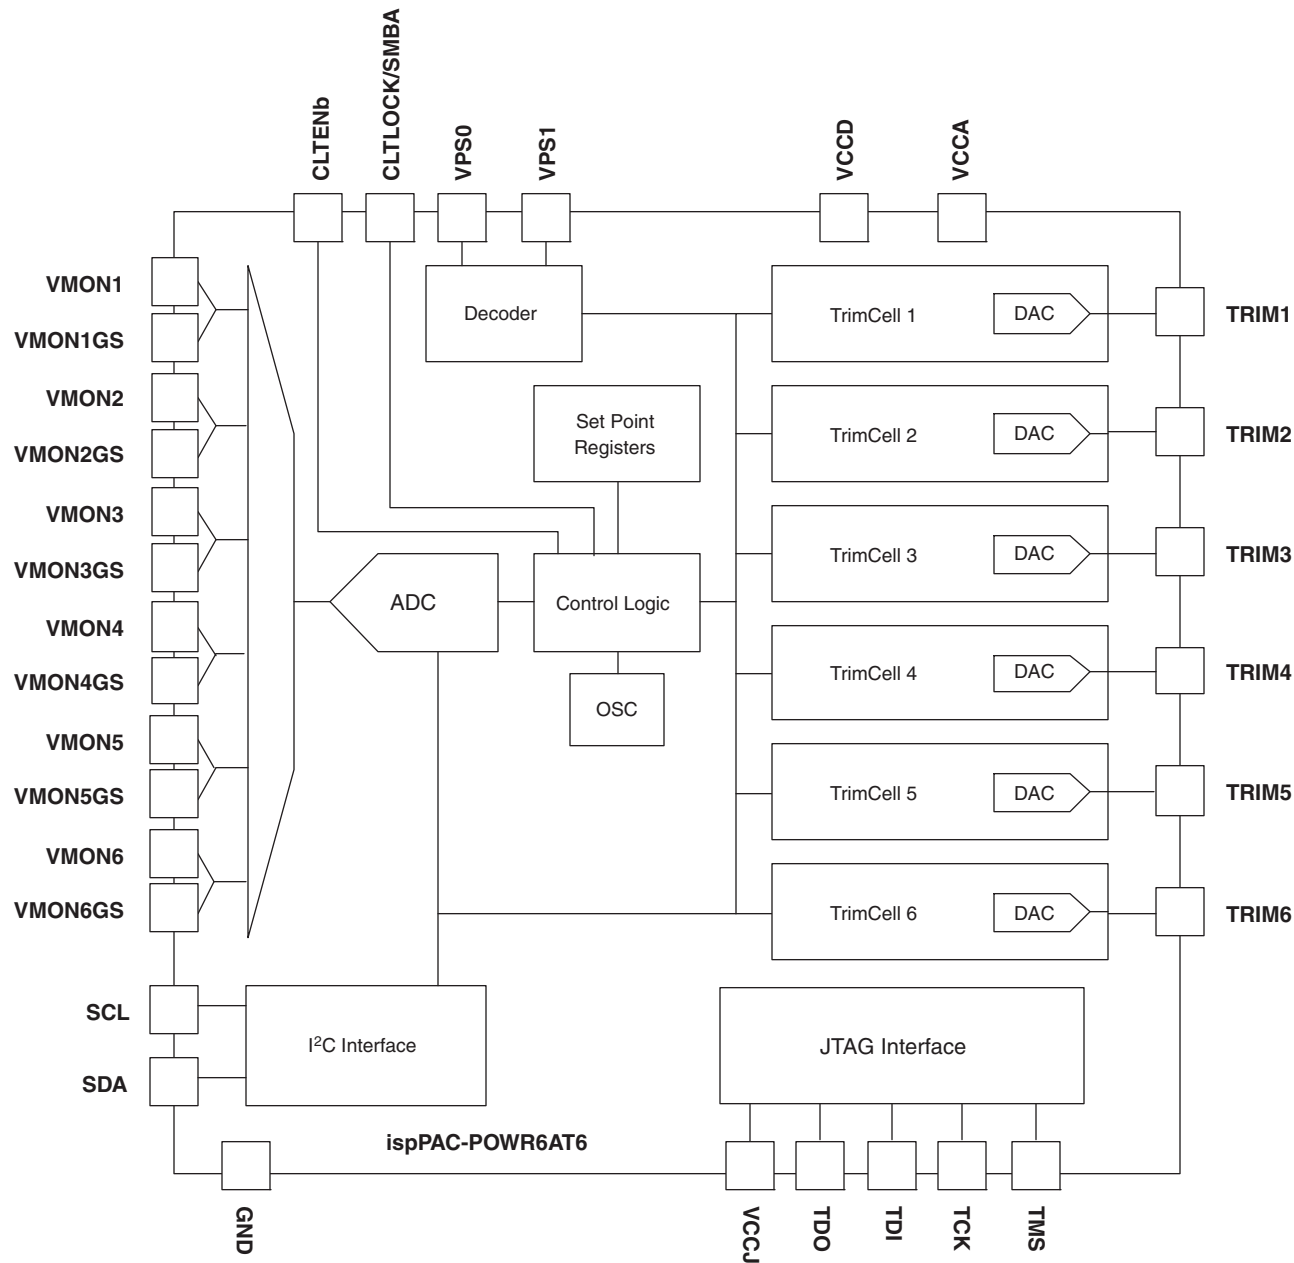 CLTENb
CLTLOCK/SMBA
VPS0
VPS1
VCCD
VCCA
VMON1
VMON1GS
VMON2
VMON2GS
VMON3
VMON3GS
VMON4
VMON4GS
VMON5
VMON5GS
VMON6
VMON6GS
SCL
SDA
Decoder
Set Point
Registers
ADC
Control Logic
OSC
I²C Interface
TrimCell 1
DAC
TRIM1
TrimCell 2
DAC
TRIM2
TrimCell 3
DAC
TRIM3
TrimCell 4
DAC
TRIM4
TrimCell 5
DAC
TRIM5
TrimCell 6
DAC
TRIM6
JTAG Interface
ispPAC-POWR6AT6
GND
VCCJ
TDO
TDI
TCK
TMS